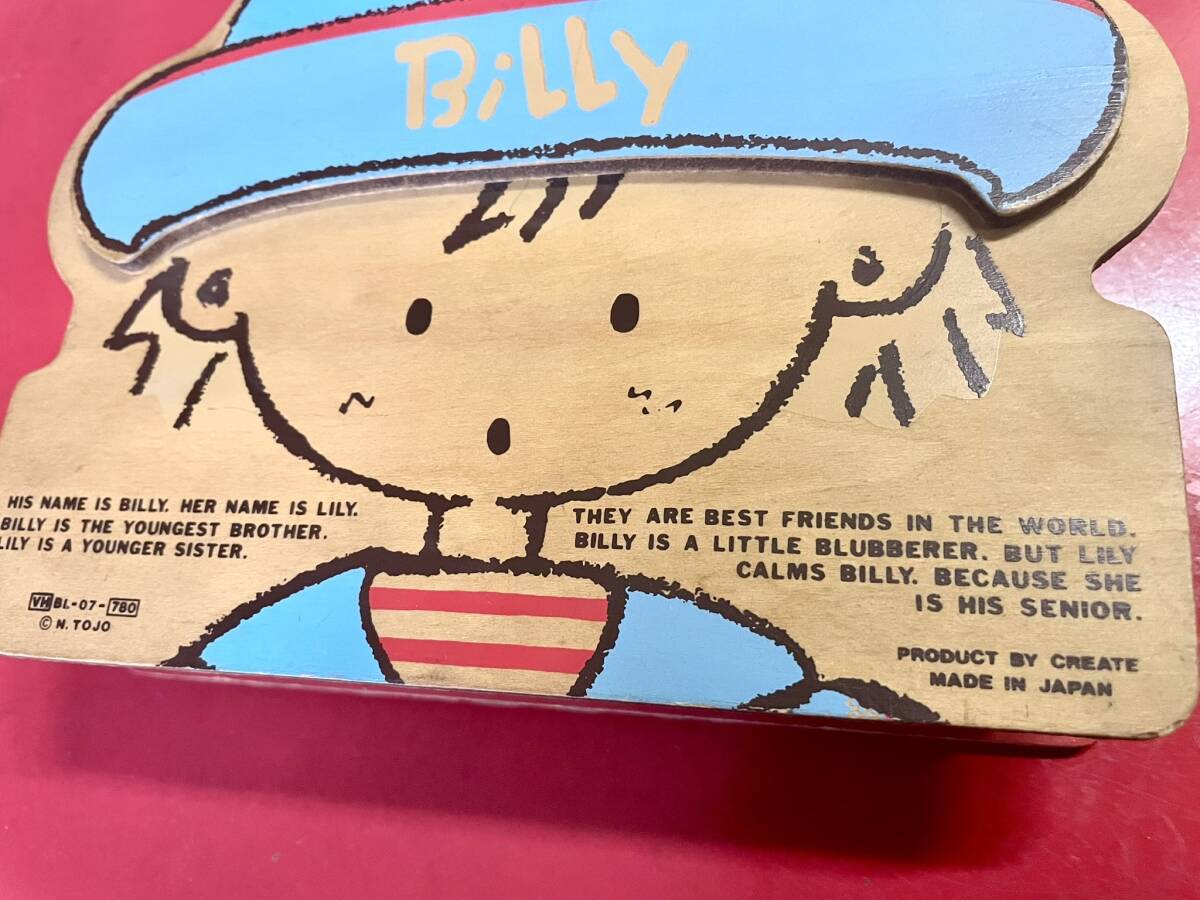 Billy
HIS NAME IS BILLY. HER NAME IS LILY.
BILLY IS THE YOUNGEST BROTHER.
LILY IS A YOUNGER SISTER.
VH BL-07-780
© N. TOJO
THEY ARE BEST FRIENDS IN THE WORLD.
BILLY IS A LITTLE BLUBBERER. BUT LILY
CALMS BILLY. BECAUSE SHE
IS HIS SENIOR.
PRODUCT BY CREATE
MADE IN JAPAN